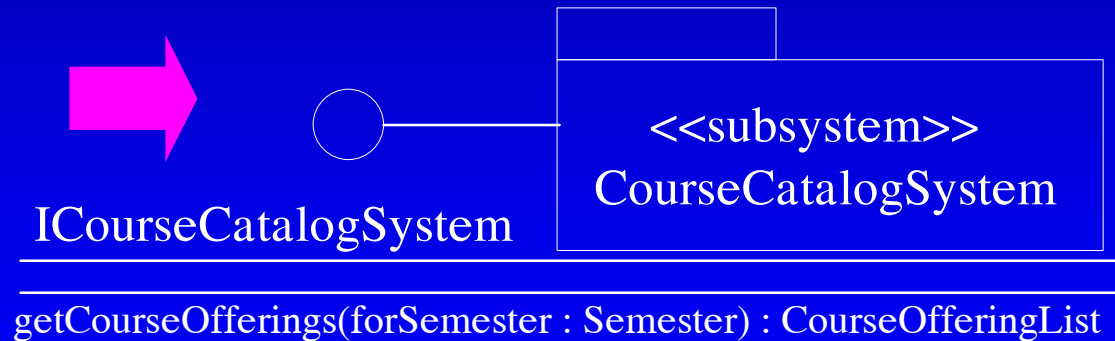 <<subsystem>>
CourseCatalogSystem
ICourseCatalogSystem
getCourseOfferings(forSemester : Semester) : CourseOfferingList